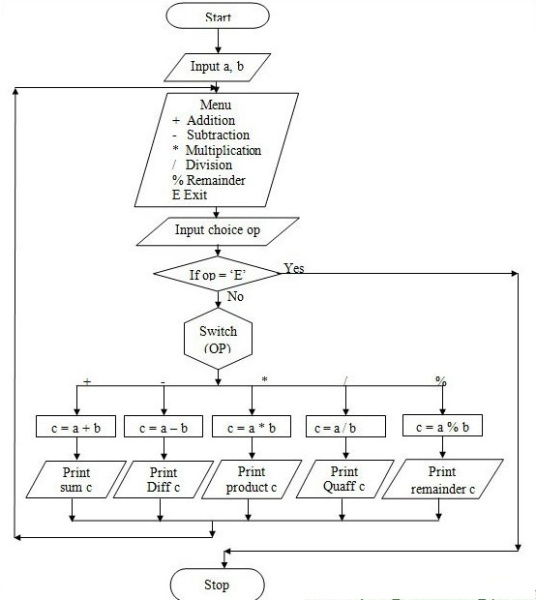 Start
Input a, b
Menu
+ Addition
- Subtraction
* Multiplication
/ Division
% Remainder
E Exit
Input choice op
If op = ‘E’
Yes
No
Switch
(OP)
+ - * / %
c = a + b
c = a – b
c = a * b
c = a / b
c = a % b
Print
sum c
Print
Diff c
Print
product c
Print
Quaff c
Print
remainder c
Stop